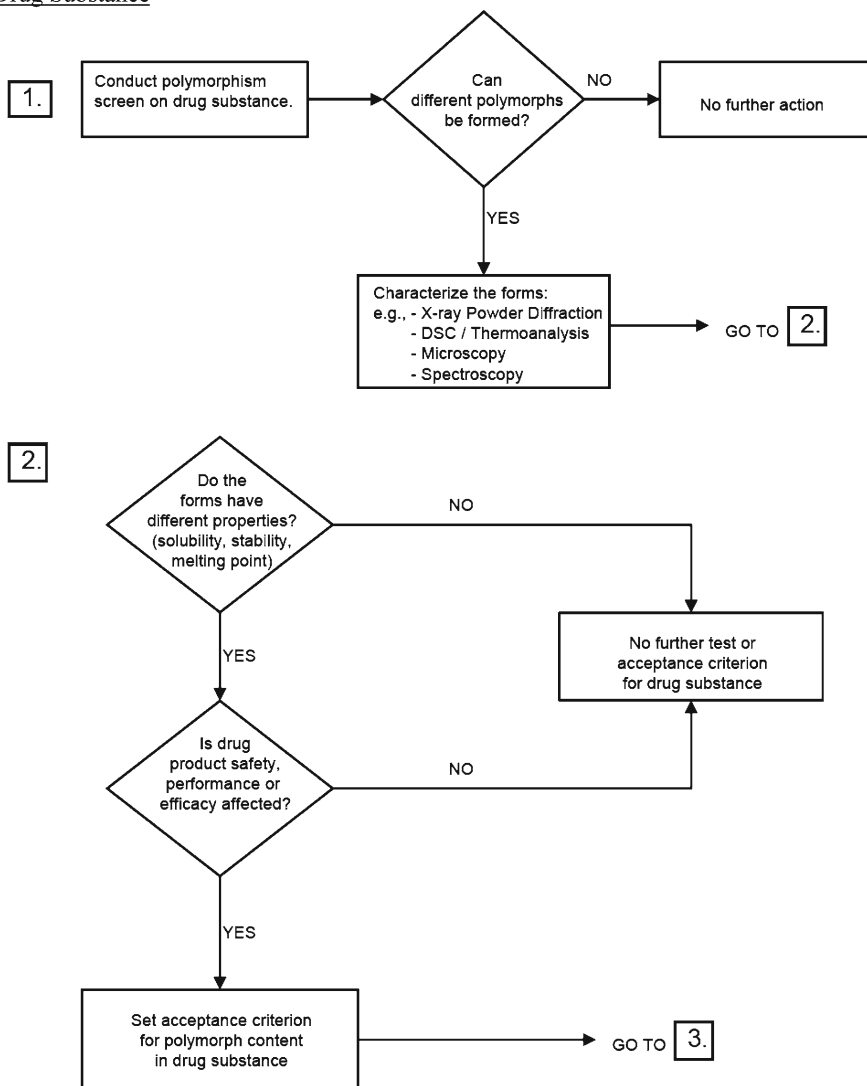 Drug Substance
1.
Conduct polymorphism
screen on drug substance.
Can
different polymorphs
be formed?
NO
No further action
YES
Characterize the forms:
e.g., - X-ray Powder Diffraction
- DSC / Thermoanalysis
- Microscopy
- Spectroscopy
GO TO 2.
2.
Do the
forms have
different properties?
(solubility, stability,
melting point)
NO
No further test or
acceptance criterion
for drug substance
YES
Is drug
product safety,
performance or
efficacy affected?
NO
YES
Set acceptance criterion
for polymorph content
in drug substance
GO TO 3.